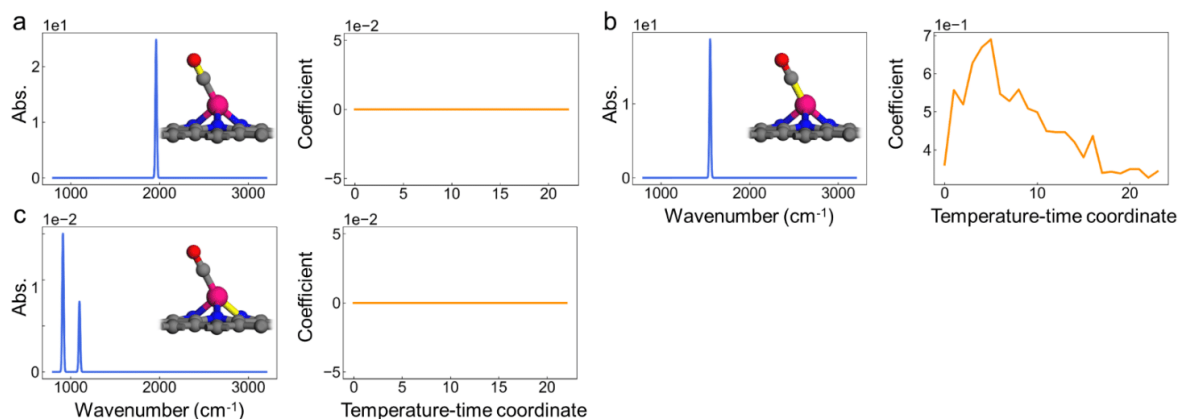 a
1e1
Abs.
2
1
0
1000
2000
3000
1e-2
Coefficient
5
0
-5
0
5
10
15
20
b
1e1
Abs.
1
0
1000
2000
3000
Wavenumber (cm-1)
1e-1
Coefficient
7
6
5
4
0
10
20
Temperature-time coordinate
c
1e-2
Abs.
1
0
1000
2000
3000
Wavenumber (cm-1)
1e-2
Coefficient
5
0
-5
0
5
10
15
20
Temperature-time coordinate